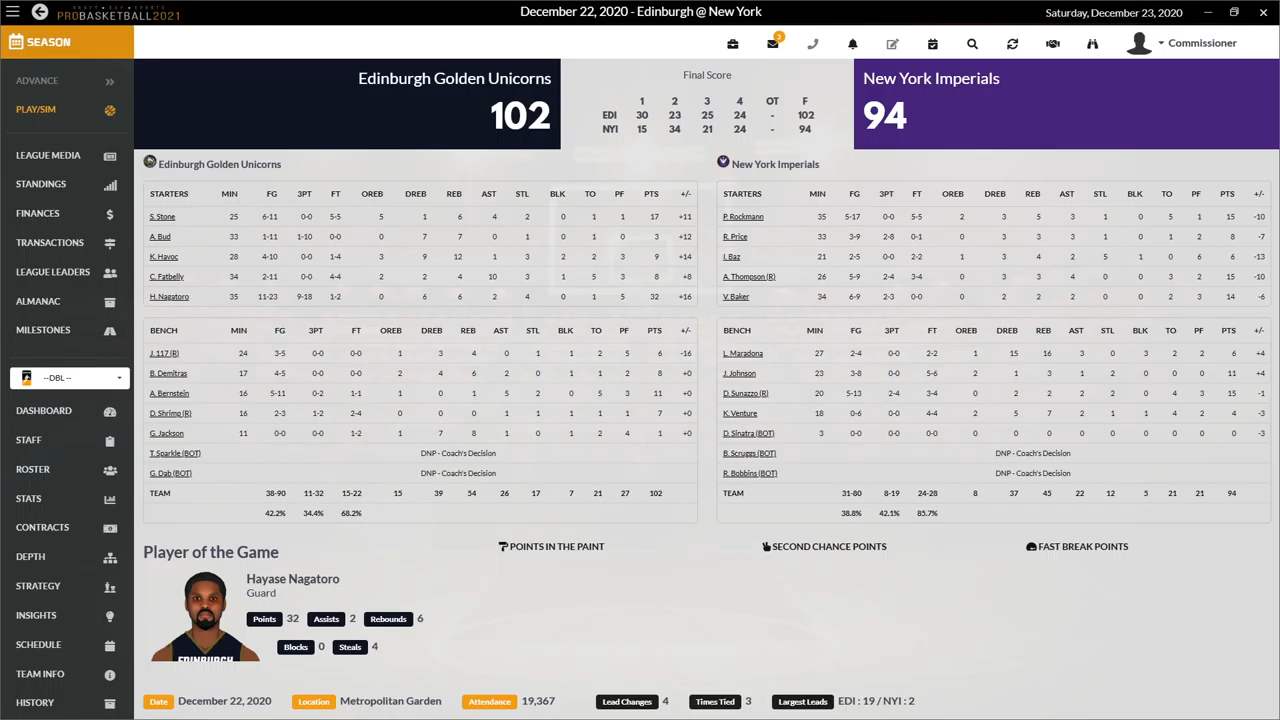 DRAFT DAY SPORTS
PROBASKETBALL2021
December 22, 2020 - Edinburgh @ New York
Saturday, December 23, 2020
SEASON
3
Commissioner
ADVANCE
PLAY/SIM
LEAGUE MEDIA
STANDINGS
FINANCES
TRANSACTIONS
LEAGUE LEADERS
ALMANAC
MILESTONES
--DBL --
DASHBOARD
STAFF
ROSTER
STATS
CONTRACTS
DEPTH
STRATEGY
INSIGHTS
SCHEDULE
TEAM INFO
HISTORY
Edinburgh Golden Unicorns
102
Final Score
1 2 3 4 OT F
EDI 30 23 25 24 - 102
NYI 15 34 21 24 - 94
New York Imperials
94
Edinburgh Golden Unicorns
STARTERS MIN FG 3PT FT OREB DREB REB AST STL BLK TO PF PTS +/-
S. Stone 25 6-11 0-0 5-5 5 1 6 4 2 0 1 1 17 +11
A. Bud 33 1-11 1-10 0-0 0 7 7 0 1 0 1 0 3 +12
K. Havoc 28 4-10 0-0 1-4 3 9 12 1 3 2 2 3 9 +14
C. Fatbelly 34 2-11 0-0 4-4 2 2 4 10 3 1 5 3 8 +8
H. Nagatoro 35 11-23 9-18 1-2 0 6 6 2 4 0 1 5 32 +16
BENCH MIN FG 3PT FT OREB DREB REB AST STL BLK TO PF PTS +/-
J. 117 (R) 24 3-5 0-0 0-0 1 3 4 0 1 1 2 5 6 -16
B. Demitras 17 4-5 0-0 0-0 2 4 6 1 0 1 1 2 8 +0
A. Bernstein 16 5-11 0-2 1-1 1 0 1 5 2 0 5 0 11 +3
D. Shrimp (R) 16 2-3 1-2 2-4 0 0 0 1 1 1 1 1 7 +0
G. Jackson 11 0-0 0-0 1-2 1 7 8 1 0 1 2 4 1 +0
T. Sparkle (BOT) DNP - Coach's Decision
G. Dab (BOT) DNP - Coach's Decision
TEAM 38-90 11-32 15-22 15 39 54 26 17 7 21 27 102
42.2% 34.4% 68.2%
New York Imperials
STARTERS MIN FG 3PT FT OREB DREB REB AST STL BLK TO PF PTS +/-
P. Rockmann 35 5-17 0-0 5-5 2 3 5 3 1 0 5 1 15 -10
R. Price 33 3-9 2-8 0-1 0 3 3 3 1 0 1 2 8 -7
I. Baz 21 2-5 0-0 2-2 1 3 4 2 5 1 0 6 6 -13
A. Thompson (R) 26 5-9 2-4 3-4 0 3 3 4 0 0 3 2 15 -10
V. Baker 34 6-9 2-3 0-0 0 2 2 2 0 0 2 3 14 -6
BENCH MIN FG 3PT FT OREB DREB REB AST STL BLK TO PF PTS +/-
L. Maradona 27 2-4 0-0 2-2 1 15 16 3 0 3 2 2 6 +4
J. Johnson 23 3-8 0-0 5-6 2 1 3 1 2 0 0 0 11 +4
D. Sunazzo (R) 20 5-13 2-4 3-4 0 2 2 2 1 0 4 3 15 -1
K. Venture 18 0-6 0-0 4-4 2 5 7 2 1 1 4 2 4 -3
D. Sinatra (BOT) 3 0-0 0-0 0-0 0 0 0 0 0 0 0 0 0 -3
B. Scruggs (BOT) DNP - Coach's Decision
R. Bobbins (BOT) DNP - Coach's Decision
TEAM 31-80 8-19 24-28 8 37 45 22 12 5 21 21 94
38.8% 42.1% 85.7%
Player of the Game
Hayase Nagatoro
Guard
Points 32 Assists 2 Rebounds 6
Blocks 0 Steals 4
EDINBURGH
POINTS IN THE PAINT
SECOND CHANCE POINTS
FAST BREAK POINTS
Date December 22, 2020 Location Metropolitan Garden Attendance 19,367 Lead Changes 4 Times Tied 3 Largest Leads EDI : 19 / NYI : 2